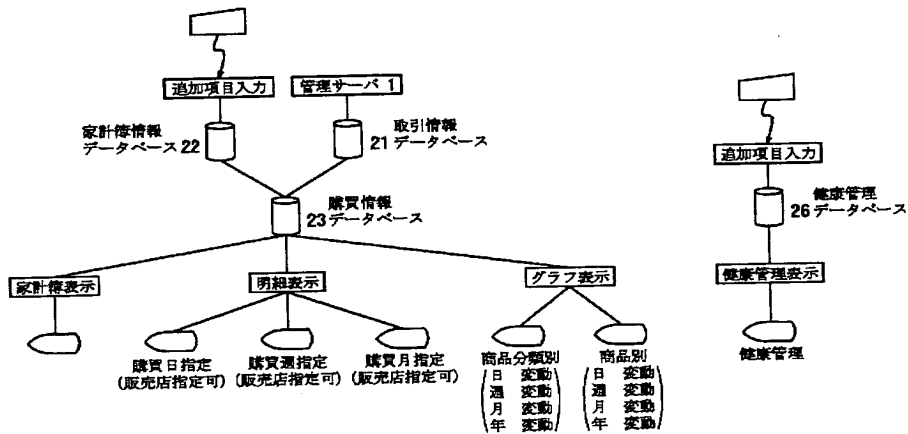 追加項目入力
管理サーバ 1
家計簿情報
データベース 22
取引情報
21 データベース
購買情報
23 データベース
家計簿表示
明細表示
グラフ表示
購買日指定
(販売店指定可)
購買週指定
(販売店指定可)
購買月指定
(販売店指定可)
商品分類別
(日 変動
週 変動
月 変動
年 変動)
商品別
(日 変動
週 変動
月 変動
年 変動)
追加項目入力
健康管理
26 データベース
健康管理表示
健康管理